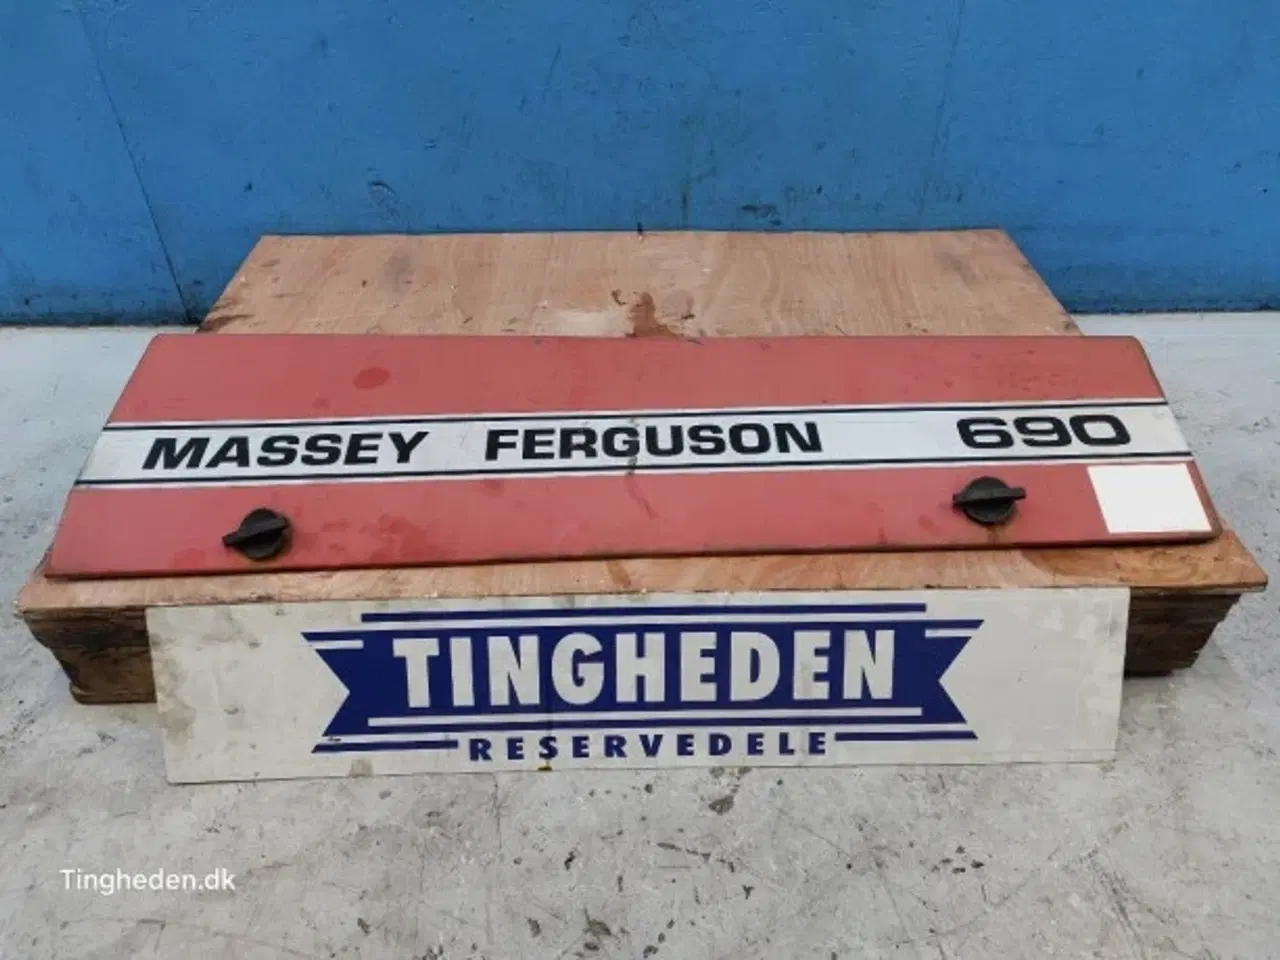 MASSEY FERGUSON 690
TINGHEDEN
RESERVEDELE
Tingheden.dk